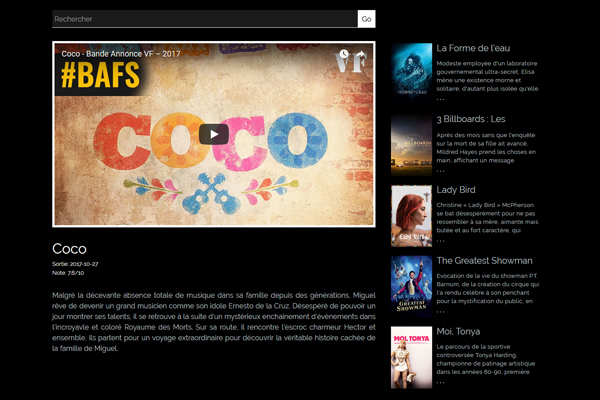 Rechercher
Go
Coco - Bande Annonce VF – 2017
#BAFS
VF
COCO
Coco
Sortie: 2017-10-27
Note: 7.8/10
Malgré la décevante absence totale de musique dans sa famille depuis des générations, Miguel
rêve de devenir un grand musicien comme son idole Ernesto de la Cruz. Désespéré de pouvoir un
jour montrer ses talents, il se retrouve à la suite d'un mystérieux enchaînement d'événements dans
l'incroyavle et coloré Royaume des Morts. Sur sa route, il rencontre l'escroc charmeur Hector et
ensemble, ils partent pour un voyage extraordinaire pour découvrir la véritable histoire cachée de
la famille de Miguel.
La Forme de l'eau
Modeste employée d'un laboratoire
gouvernemental ultra-secret, Elisa
mène une existence morne et
solitaire, d'autant plus isolée qu'elle
...
3 Billboards : Les
Après des mois sans que l'enquête
sur la mort de sa fille ait avancé,
Mildred Hayes prend les choses en
main, affichant un message
...
Lady Bird
Lady Bird
Christine « Lady Bird » McPherson
se bat désespérément pour ne pas
ressembler à sa mère, aimante mais
butée et au fort caractère, qui
...
THE GREATEST SHOWMAN
The Greatest Showman
Evocation de la vie du showman P.T.
Barnum, de la création du cirque qui
l'a rendu célèbre à son penchant
pour la mystification du public, en
...
MOI, TONYA
Moi, Tonya
Le parcours de la sportive
controversée Tonya Harding,
championne de patinage artistique
dans les années 80-90, première
...